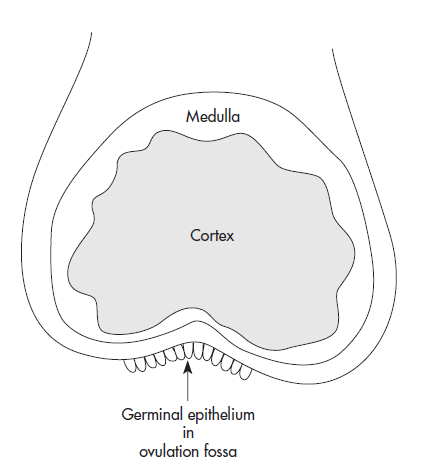 Medulla
Cortex
Germinal epithelium
in
ovulation fossa